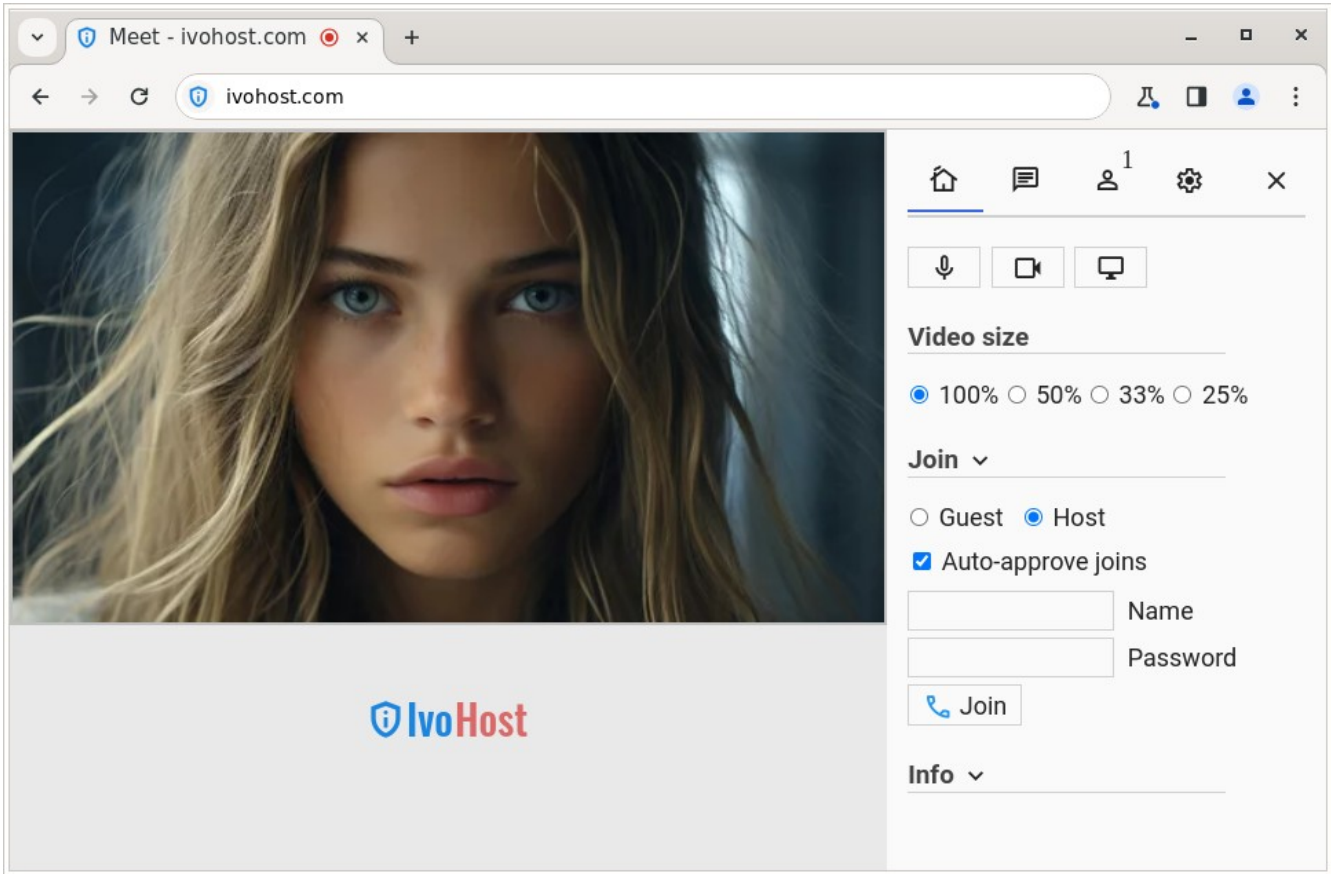 Meet - ivohost.com
ivohost.com
1
Video size
100% 50% 33% 25%
Join
Guest Host
Auto-approve joins
Name
Password
Join
Info
IvoHost